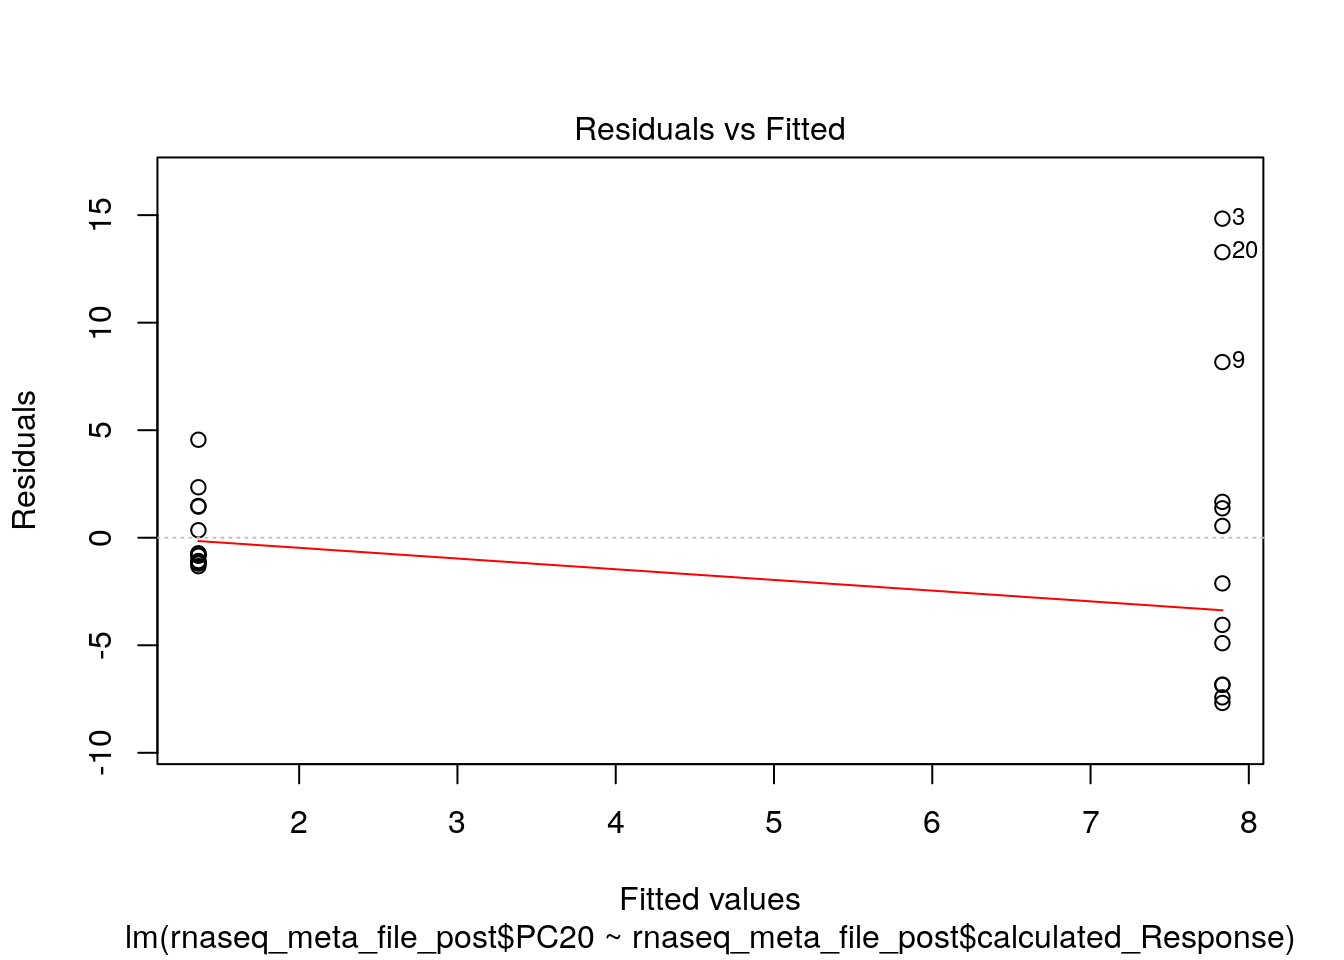 Residuals vs Fitted
Residuals
15
10
5
0
-5
-10
3
20
9
2 3 4 5 6 7 8
Fitted values
lm(rnaseq_meta_file_post$PC20 ~ rnaseq_meta_file_post$calculated_Response)